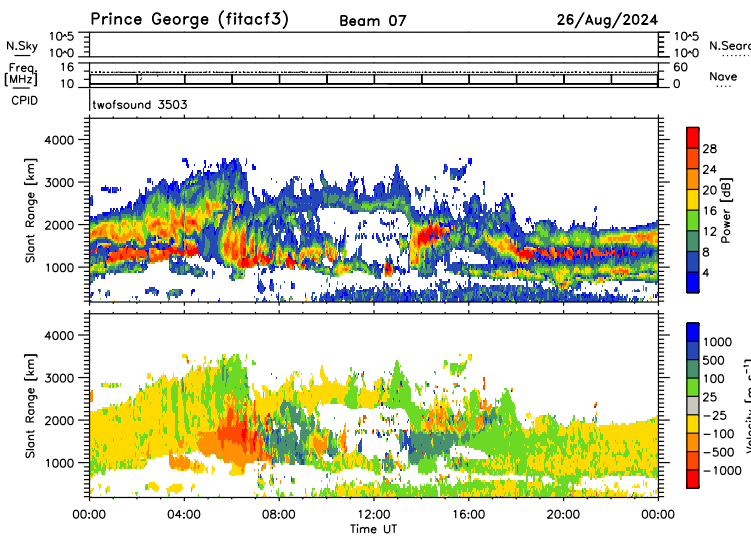 Prince George (fitacf3) Beam 07 26/Aug/2024
N.Sky 10^5 10^0 10^5 10^0 N.Sear
Freq. [MHz] 16 10 60 0 Nave
CPID twofsound 3503
Slant Range [km] 4000 3000 2000 1000
Power [dB] 28 24 20 16 12 8 4
Slant Range [km] 4000 3000 2000 1000
Velocity [m s⁻¹] 1000 500 100 25 -25 -100 -500 -1000
00:00 04:00 08:00 12:00 16:00 20:00 00:00
Time UT